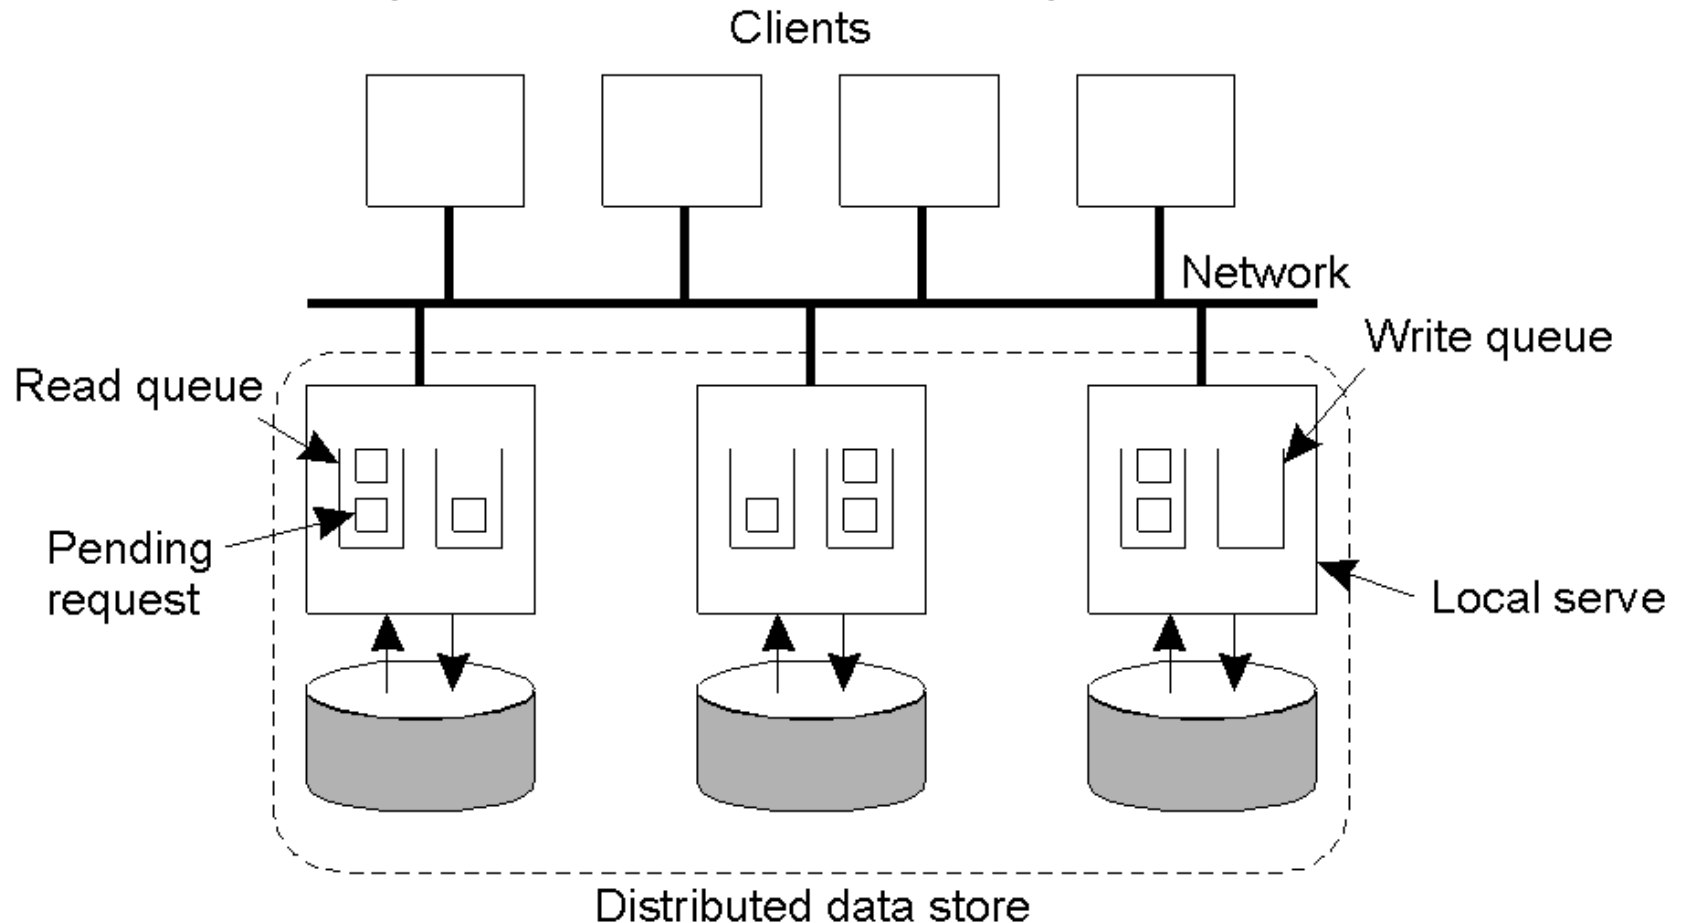 Clients
Network
Write queue
Read queue
Pending
request
Local serve
Distributed data store